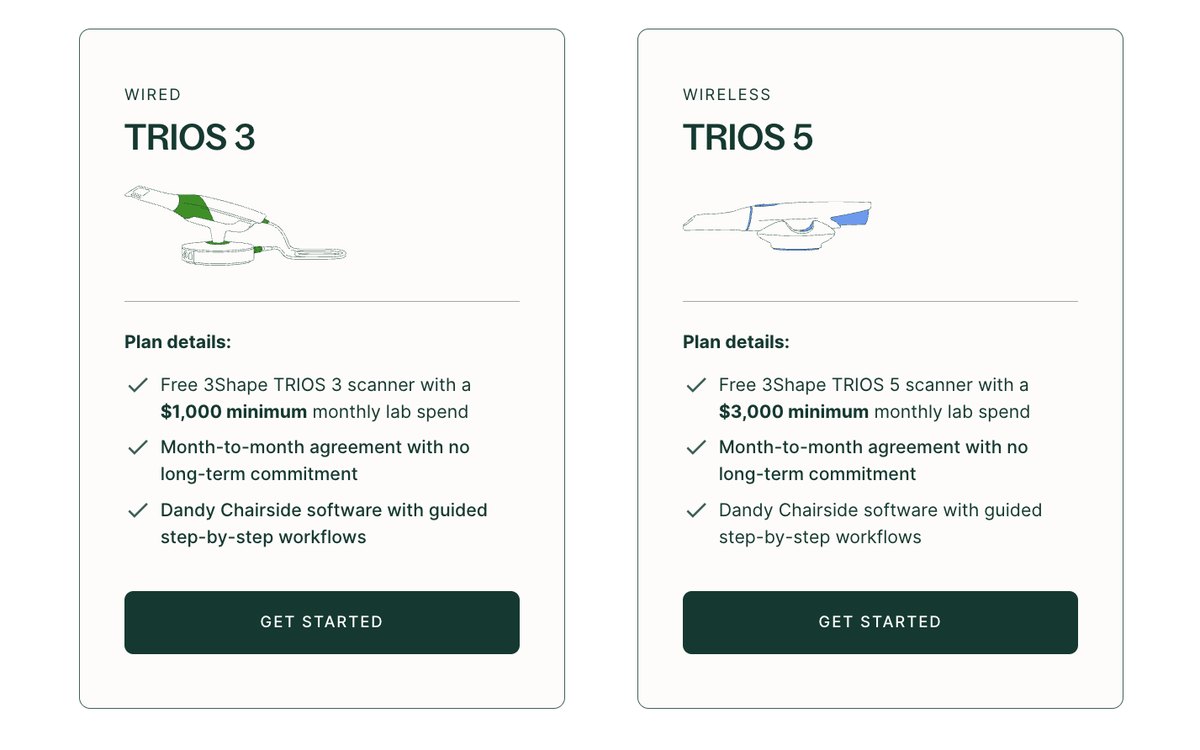 WIRED
TRIOS 3
Plan details:
Free 3Shape TRIOS 3 scanner with a
$1,000 minimum monthly lab spend
Month-to-month agreement with no
long-term commitment
Dandy Chairside software with guided
step-by-step workflows
GET STARTED
WIRELESS
TRIOS 5
Plan details:
Free 3Shape TRIOS 5 scanner with a
$3,000 minimum monthly lab spend
Month-to-month agreement with no
long-term commitment
Dandy Chairside software with guided
step-by-step workflows
GET STARTED